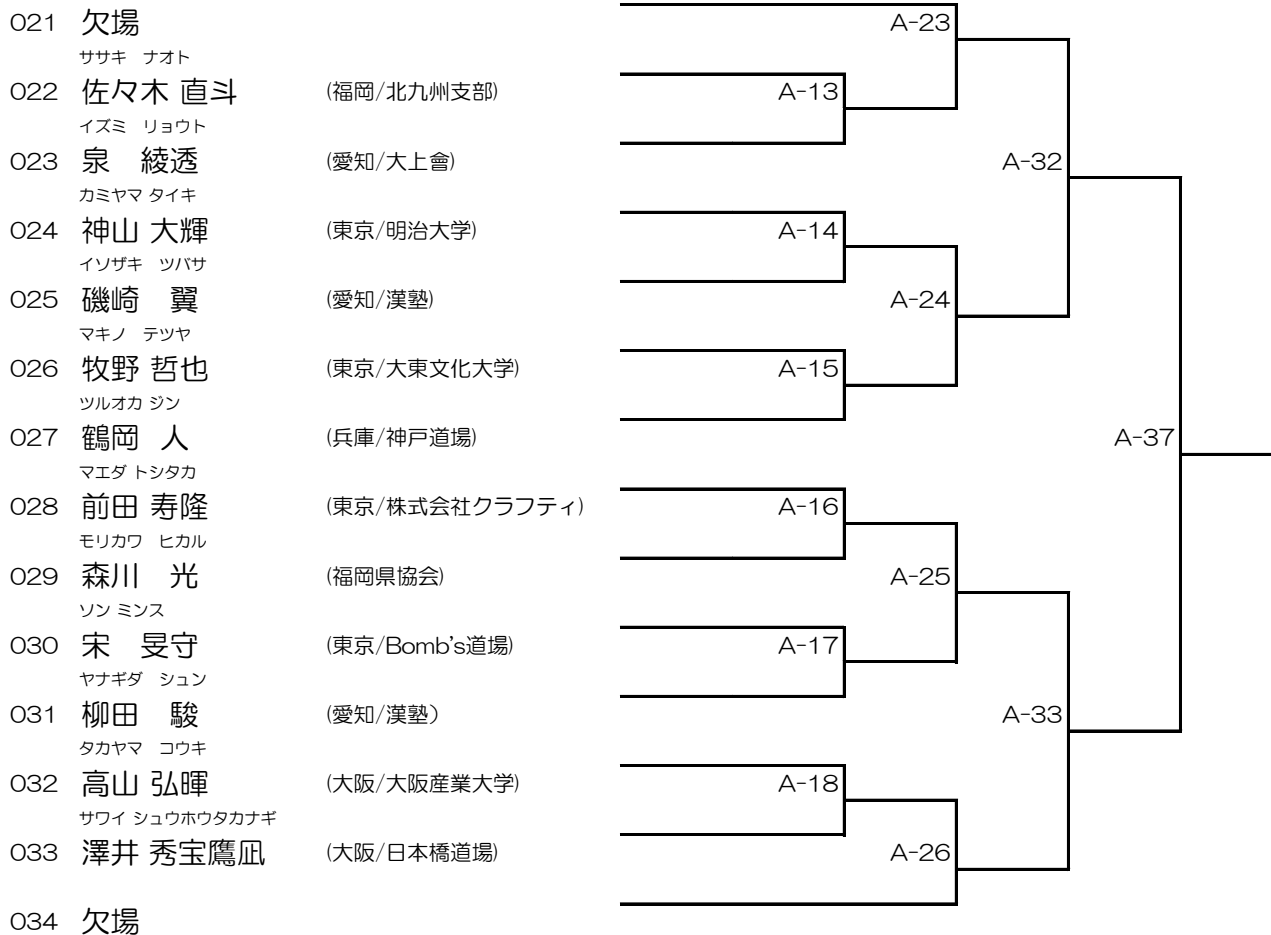 021 欠場 A-23
ササキ ナオト
022 佐々木 直斗 (福岡/北九州支部) A-13
イズミ リョウト
023 泉 綾透 (愛知/大上會) A-32
カミヤマ タイキ
024 神山 大輝 (東京/明治大学) A-14
イソザキ ツバサ
025 磯崎 翼 (愛知/漢塾) A-24
マキノ テツヤ
026 牧野 哲也 (東京/大東文化大学) A-15
ツルオカ ジン
027 鶴岡 人 (兵庫/神戸道場) A-37
マエダ トシタカ
028 前田 寿隆 (東京/株式会社クラフティ) A-16
モリカワ ヒカル
029 森川 光 (福岡県協会) A-25
ソン ミンス
030 宋 旻守 (東京/Bomb's道場) A-17
ヤナギダ シュン
031 柳田 駿 (愛知/漢塾） A-33
タカヤマ コウキ
032 高山 弘暉 (大阪/大阪産業大学) A-18
サワイ シュウホウタカナギ
033 澤井 秀宝鷹凪 (大阪/日本橋道場) A-26
034 欠場